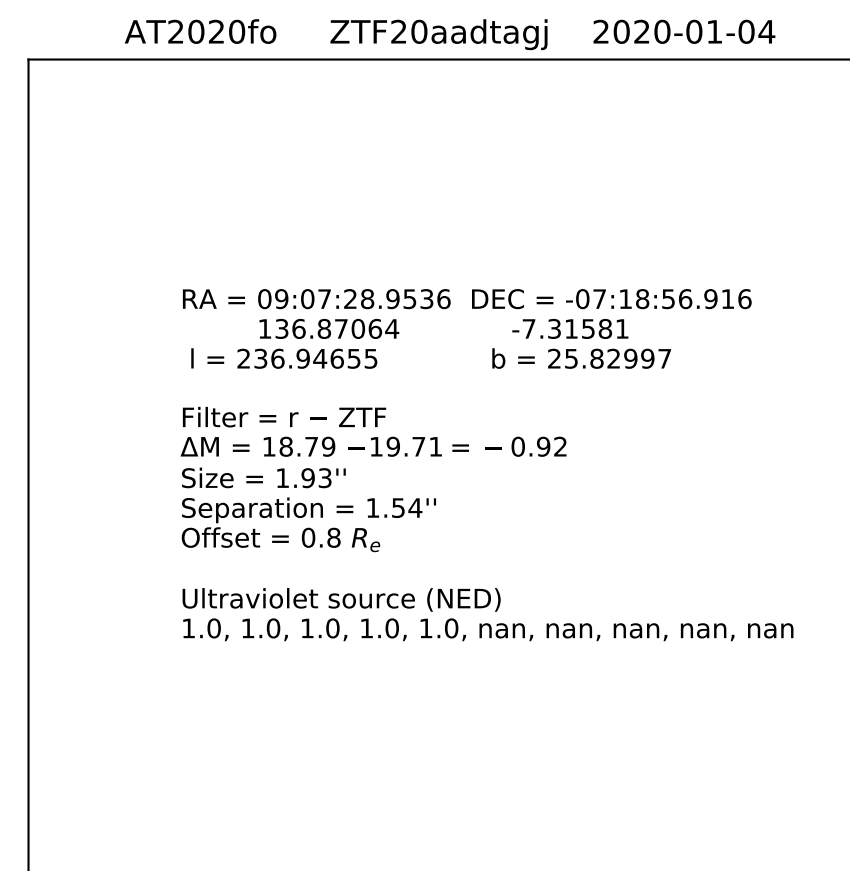 AT2020fo ZTF20aadtagj 2020-01-04
RA = 09:07:28.9536 DEC = -07:18:56.916
136.87064 -7.31581
l = 236.94655 b = 25.82997
Filter = r − ZTF
ΔM = 18.79 −19.71 = − 0.92
Size = 1.93''
Separation = 1.54''
Offset = 0.8 Re
Ultraviolet source (NED)
1.0, 1.0, 1.0, 1.0, 1.0, nan, nan, nan, nan, nan